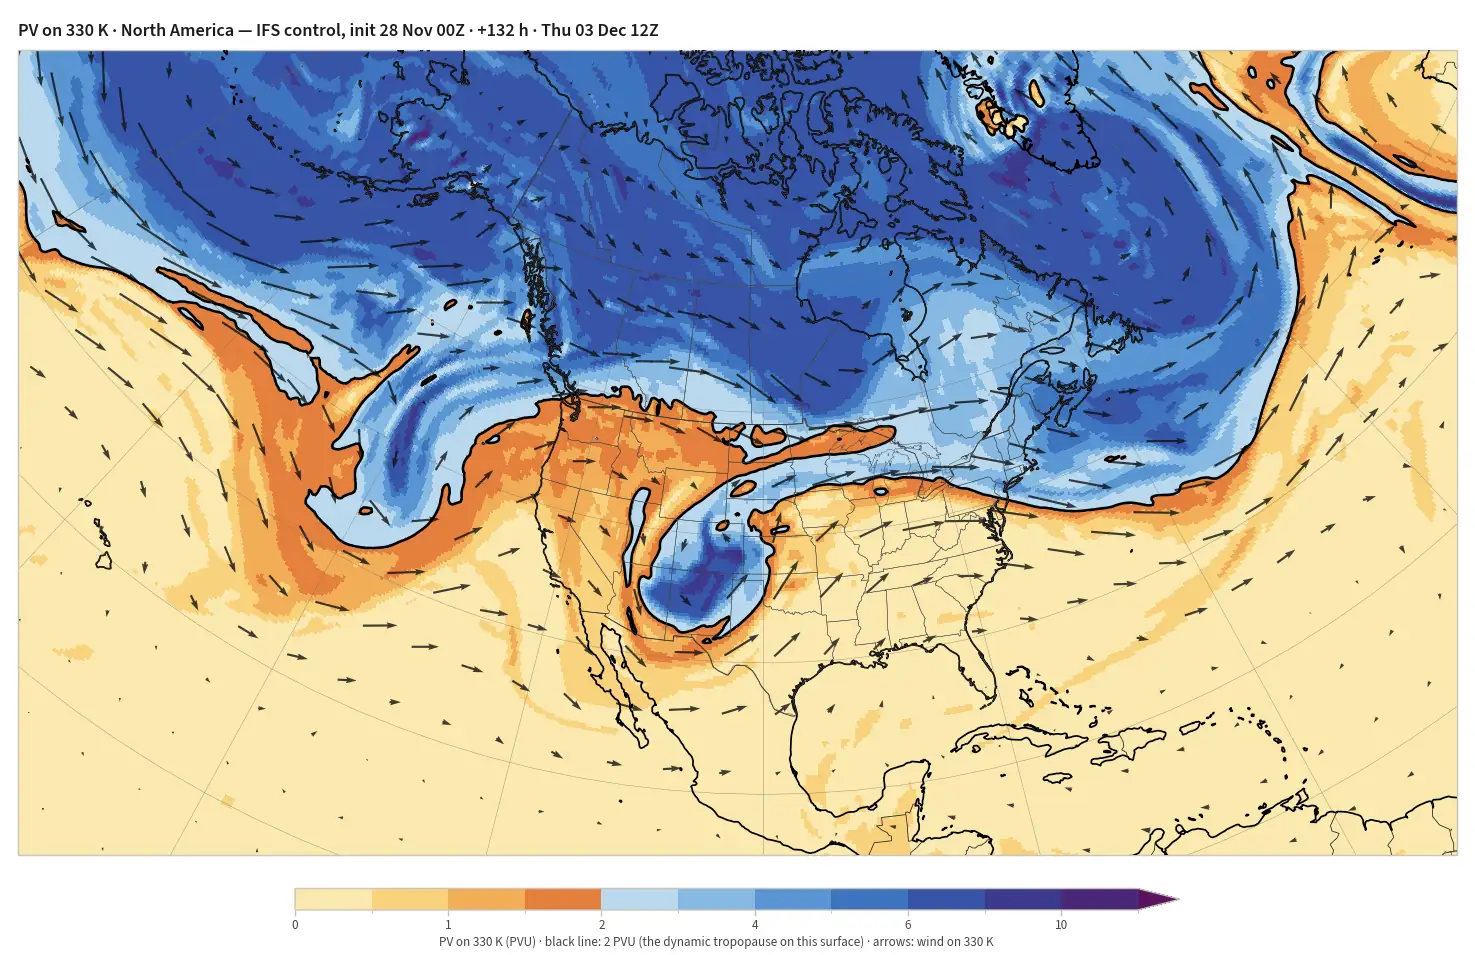 PV on 330 K · North America — IFS control, init 28 Nov 00Z · +132 h · Thu 03 Dec 12Z
0 1 2 4 6 10
PV on 330 K (PVU) · black line: 2 PVU (the dynamic tropopause on this surface) · arrows: wind on 330 K